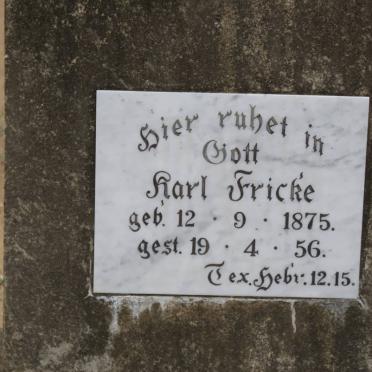 Hier ruhet in
Gott
Karl Fricke
geb. 12 · 9 · 1875.
gest. 19 · 4 · 56.
Tex. Hebr. 12. 15.